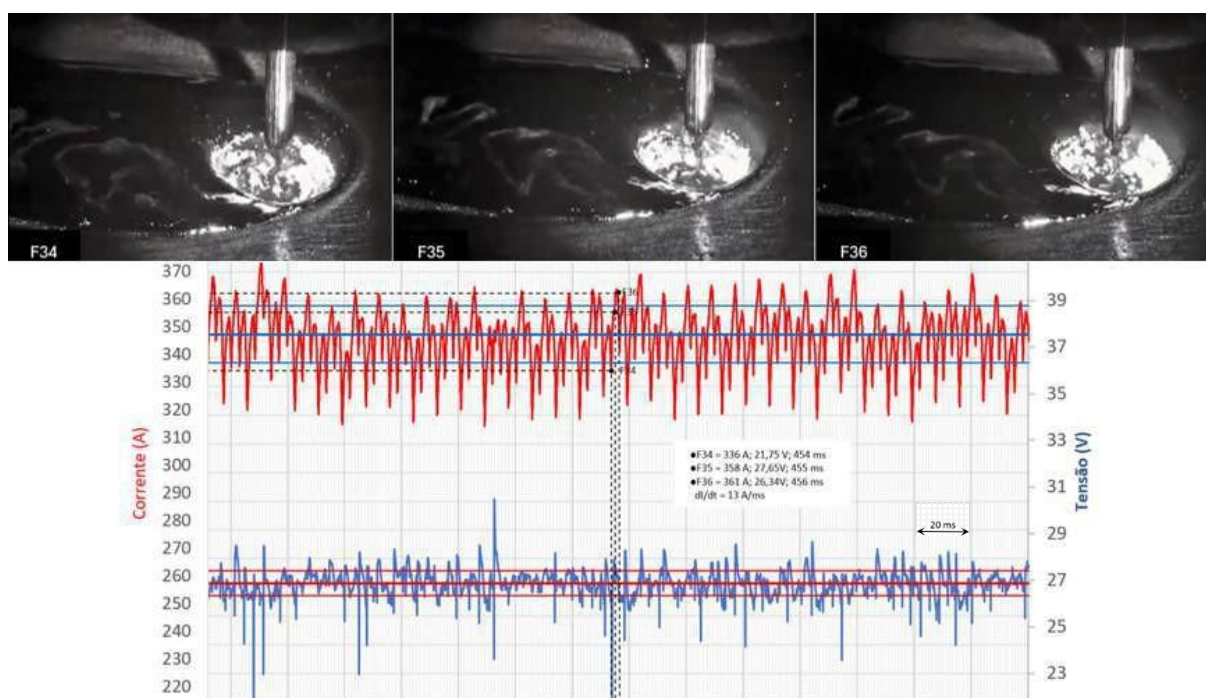 F34
F35
F36
370
360
350
340
330
320
310
300
290
280
270
260
250
240
230
220
Corrente (A)
F36
F34
●F34 = 336 A; 21,75 V; 454 ms
●F35 = 358 A; 27,65V; 455 ms
●F36 = 361 A; 26,34V; 456 ms
dI/dt = 13 A/ms
20 ms
39
37
35
33
31
29
27
25
23
Tensão (V)